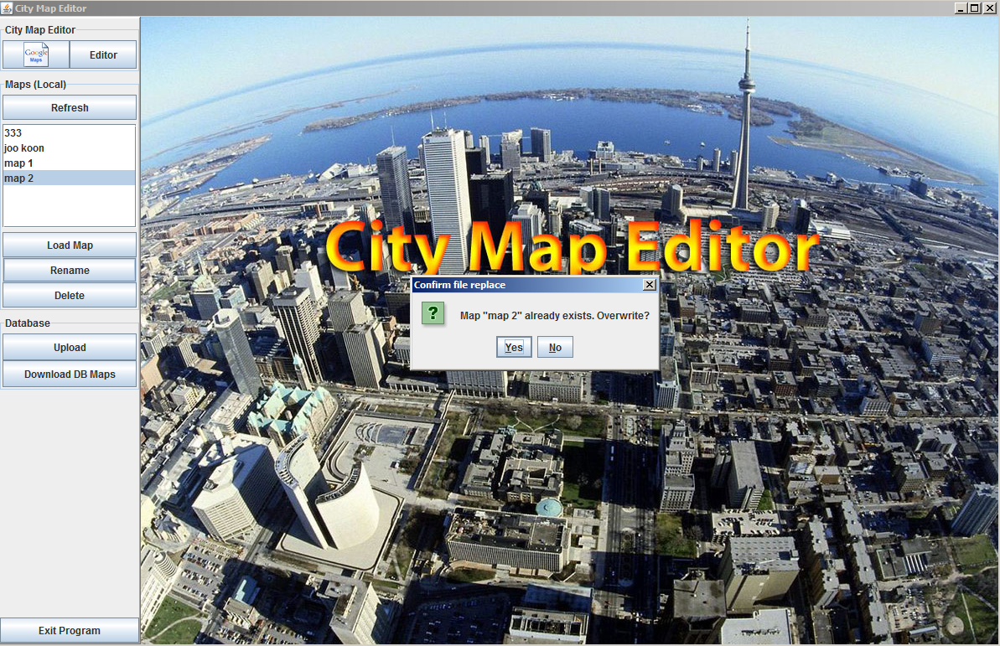 City Map Editor
City Map Editor
Google
Maps
Editor
Maps (Local)
Refresh
333
joo koon
map 1
map 2
Load Map
Rename
Delete
Database
Upload
Download DB Maps
Exit Program
City Map Editor
Confirm file replace
Map "map 2" already exists. Overwrite?
Yes No